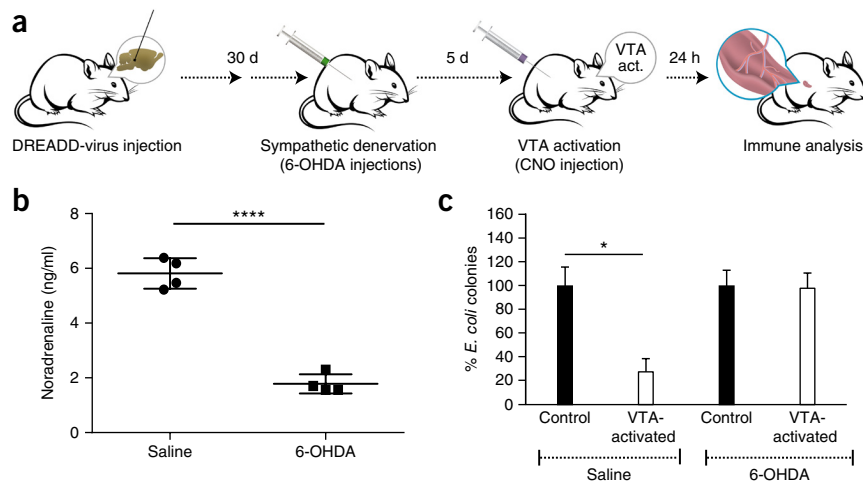 a
30 d
5 d
VTA
act.
24 h
DREADD-virus injection
Sympathetic denervation
(6-OHDA injections)
VTA activation
(CNO injection)
Immune analysis
b
****
8
6
4
2
0
Noradrenaline (ng/ml)
Saline
6-OHDA
c
*
160
140
120
100
80
60
40
20
0
% E. coli colonies
Control
VTA-
activated
Control
VTA-
activated
Saline
6-OHDA